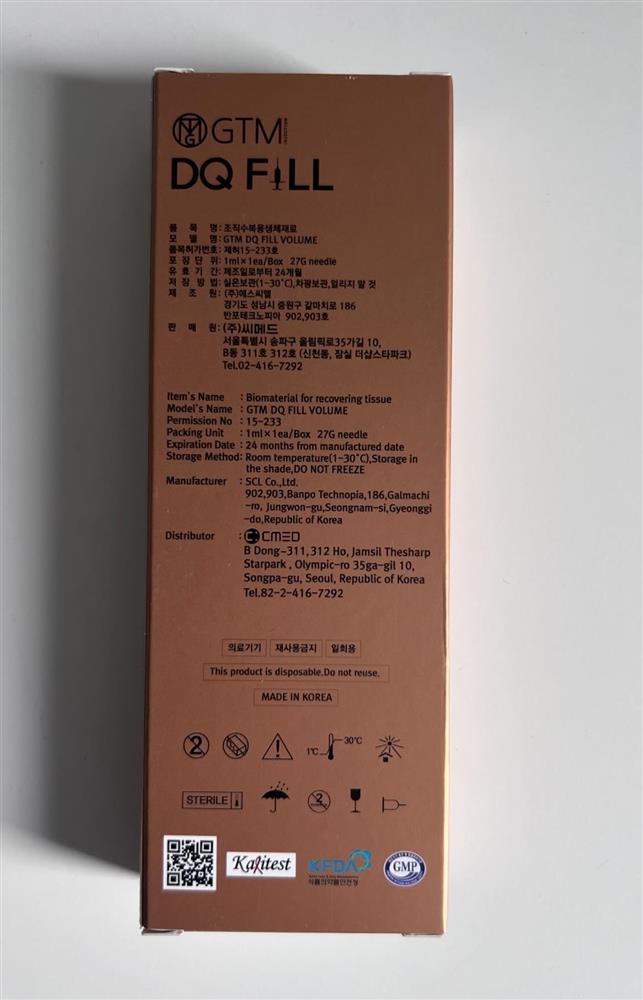 GTM
DQ FILL
품 목 명: 조직수복용생체재료
모 델 명: GTM DQ FILL VOLUME
품목허가번호: 제허15-233호
포 장 단 위: 1ml×1ea/Box 27G needle
유 효 기 간: 제조일로부터 24개월
저 장 방 법: 실온보관(1-30˚C),차광보관,얼리지 말 것
제 조 원: (주)에스씨엘
경기도 성남시 중원구 갈마치로 186
반포테크노피아 902,903호
판 매 원: (주)씨메드
서울특별시 송파구 올림픽로35가길 10,
B동 311호 312호 (신천동, 잠실 더샵스타파크)
Tel.02-416-7292
Item's Name : Biomaterial for recovering tissue
Model's Name : GTM DQ FILL VOLUME
Permission No : 15-233
Packing Unit : 1ml×1ea/Box 27G needle
Expiration Date : 24 months from manufactured date
Storage Method: Room temperature(1-30˚C),Storage in
the shade,DO NOT FREEZE
Manufacturer : SCL Co.,Ltd.
902,903,Banpo Technopia,186,Galmachi
-ro, Jungwon-gu,Seongnam-si,Gyeonggi
-do,Republic of Korea
Distributor : CMED
B Dong-311,312 Ho, Jamsil Thesharp
Starpark , Olympic-ro 35ga-gil 10,
Songpa-gu, Seoul, Republic of Korea
Tel.82-2-416-7292
의료기기 재사용금지 일회용
This product is disposable.Do not reuse.
MADE IN KOREA
2 1℃ 30℃
STERILE 2
Kalitest KFDA GMP
식품의약품안전청